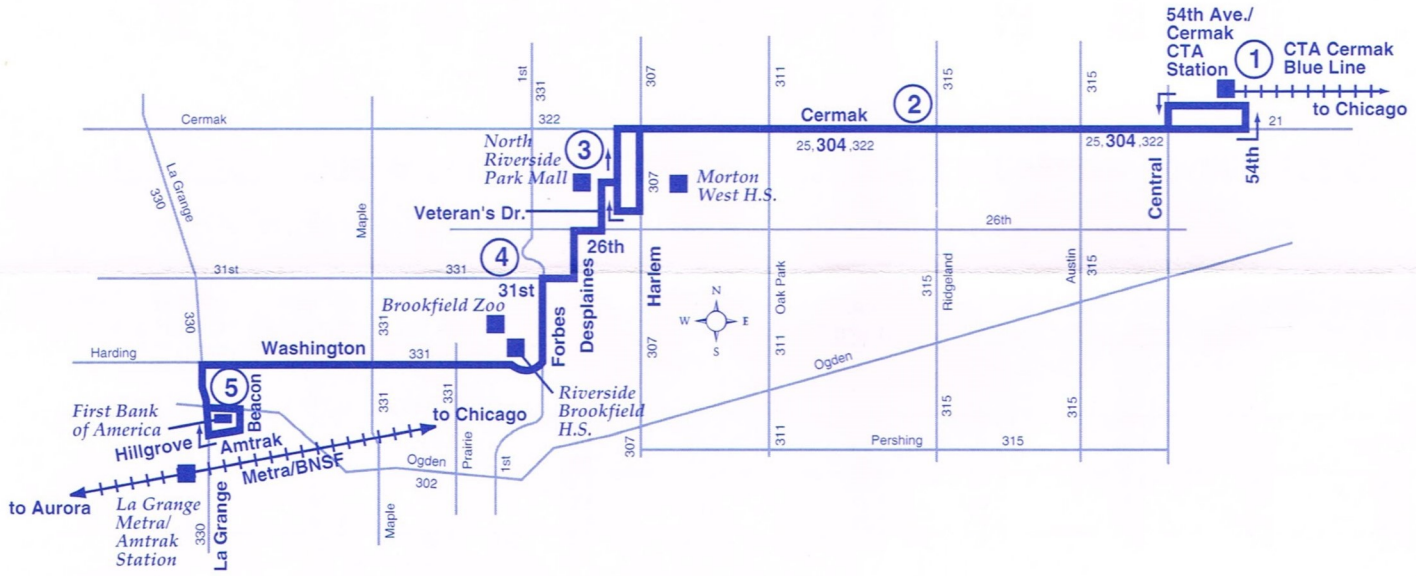 54th Ave./
Cermak
CTA
Station
1
CTA Cermak
Blue Line
to Chicago
21
54th
Central
Cermak
2
25, 304, 322
25, 304, 322
Cermak
322
1st
331
307
311
315
315
North
Riverside
Park Mall
3
307
Morton
West H.S.
Veteran's Dr.
26th
26th
La Grange
330
Maple
31st
331
4
31st
Desplaines
Harlem
Oak Park
315
Ridgeland
Austin
315
Brookfield Zoo
Forbes
N
W
E
S
330
331
Harding
Washington
331
307
311
Ogden
5
Beacon
First Bank
of America
331
331
to Chicago
Riverside
Brookfield
H.S.
315
315
Hillgrove
Amtrak
Metra/BNSF
Ogden
302
Prairie
1st
307
311
Pershing
315
to Aurora
La Grange
Metra/
Amtrak
Station
330
La Grange
Maple